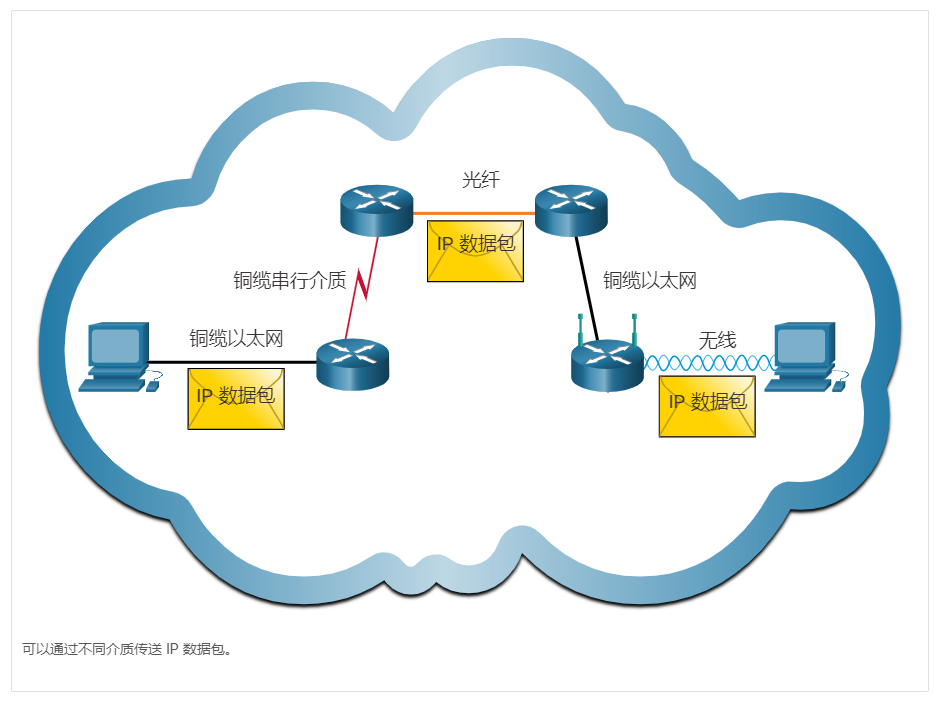 光纤
IP 数据包
铜缆串行介质
铜缆以太网
铜缆以太网
无线
IP 数据包
IP 数据包
可以通过不同介质传送 IP 数据包。